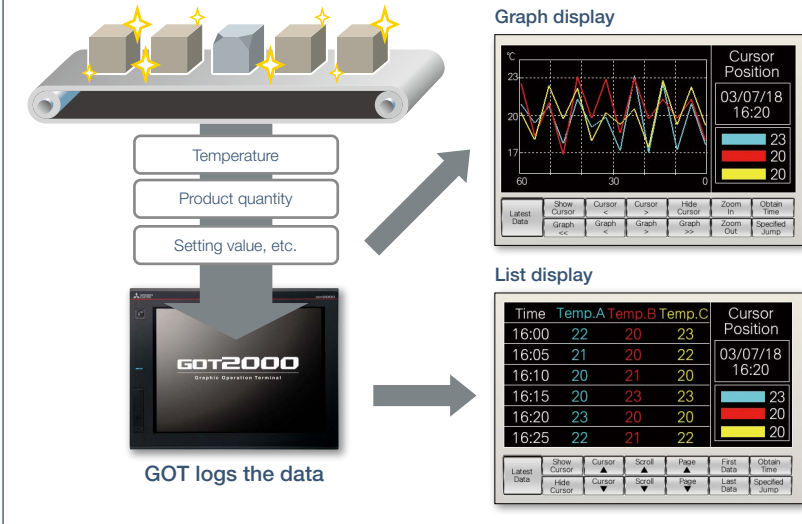 Graph display
℃
23
20
17
60
30
0
Cursor
Position
03/07/18
16:20
23
20
20
Latest
Data
Show
Cursor
Cursor
<
Cursor
>
Hide
Cursor
Zoom
In
Obtain
Time
Graph
<<
Graph
<
Graph
>
Graph
>>
Zoom
Out
Specified
Jump
Temperature
Product quantity
Setting value, etc.
GOT2000
Graphic Operation Terminal
GOT logs the data
List display
Time Temp.A Temp.B Temp.C
16:00 22 20 23
16:05 21 20 22
16:10 20 21 20
16:15 20 23 23
16:20 23 20 20
16:25 22 21 22
Cursor
Position
03/07/18
16:20
23
20
20
Latest
Data
Show
Cursor
Cursor
▲
Scroll
▲
Page
▲
First
Data
Obtain
Time
Hide
Cursor
Cursor
▼
Scroll
▼
Page
▼
Last
Data
Specified
Jump